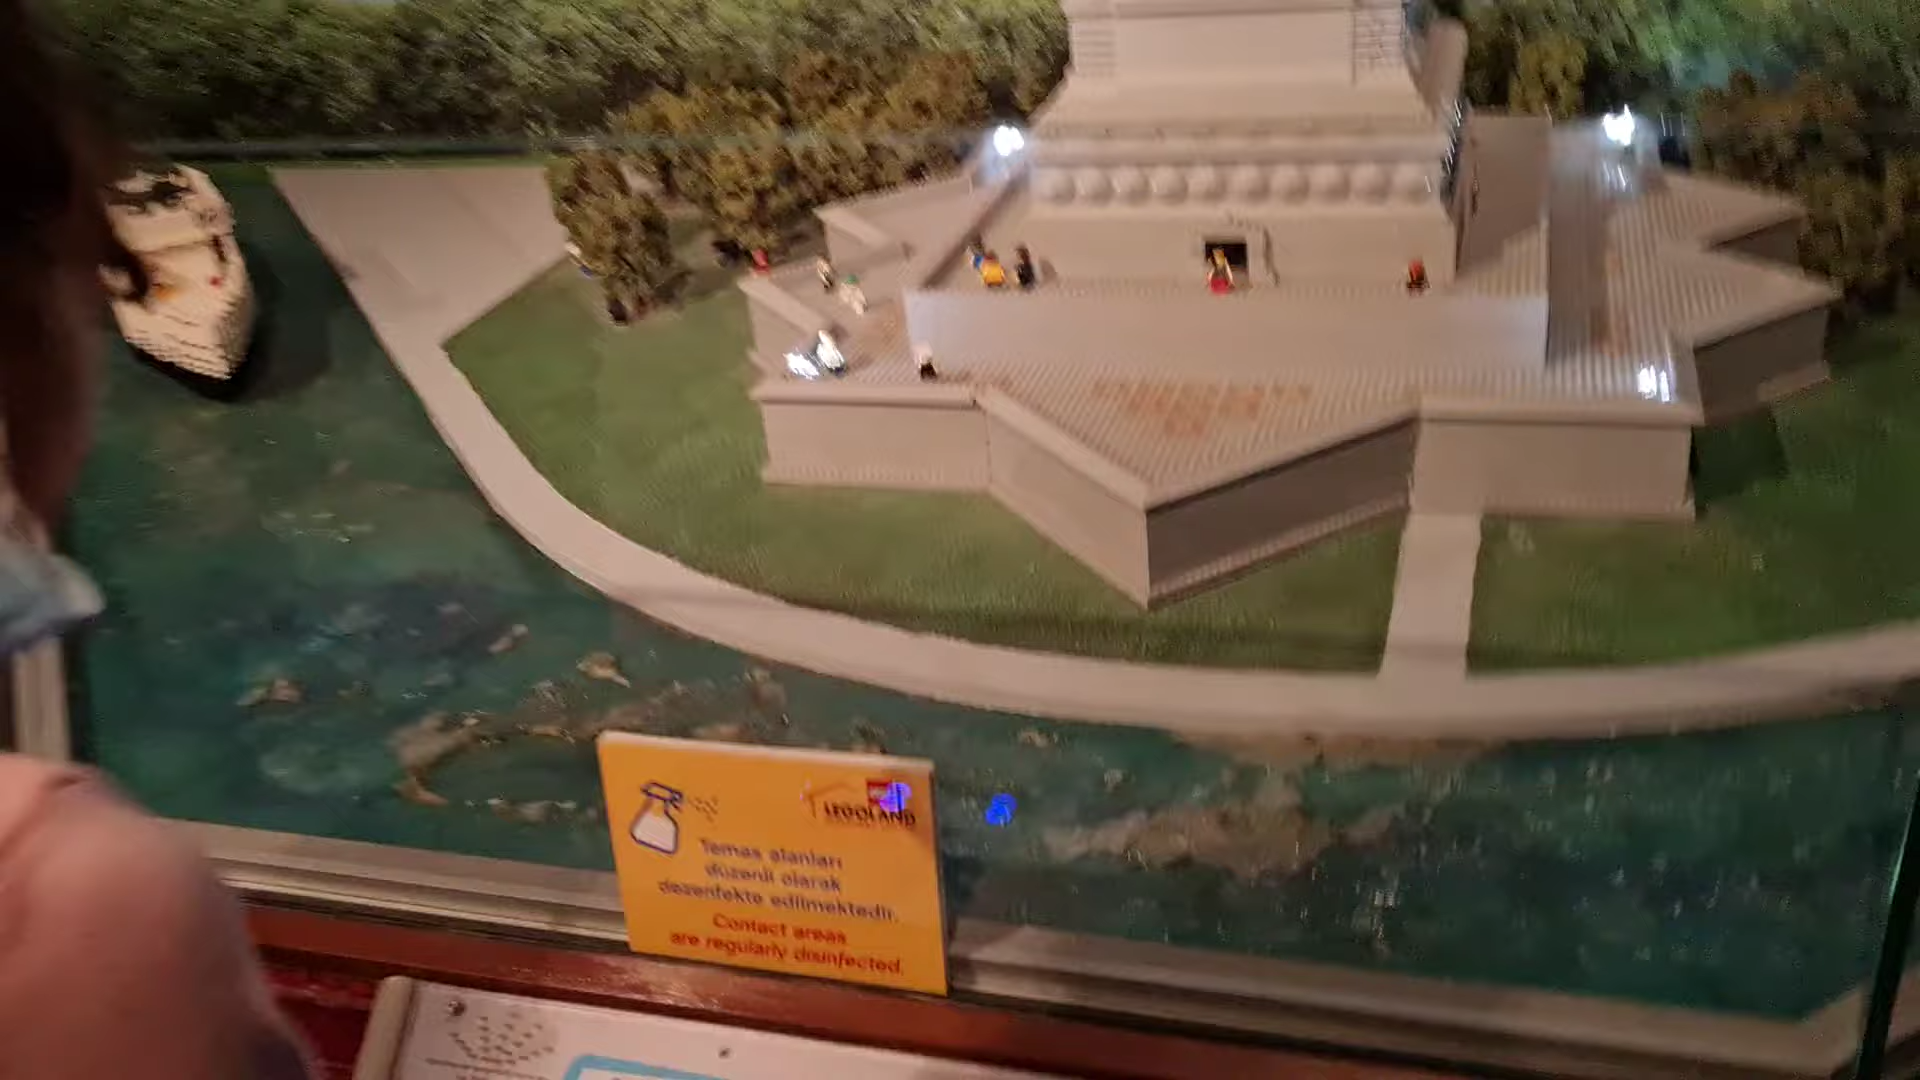 LEGOLAND
Temas alanları
düzenli olarak
dezenfekte edilmektedir.
Contact areas
are regularly disinfected.